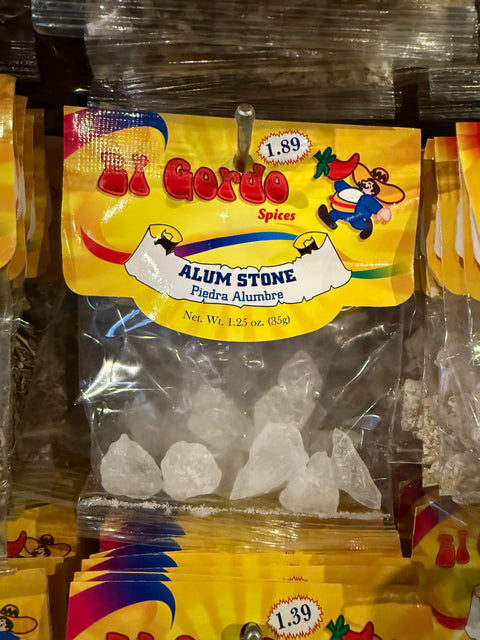 1.89
El Gordo
Spices
ALUM STONE
Piedra Alumbre
Net. Wt. 1.25 oz. (35g)
1.39